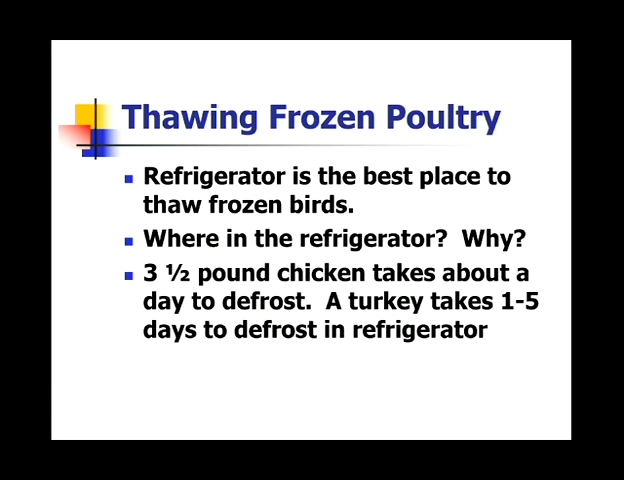 Thawing Frozen Poultry
Refrigerator is the best place to
thaw frozen birds.
Where in the refrigerator?  Why?
3 ½ pound chicken takes about a
day to defrost.  A turkey takes 1-5
days to defrost in refrigerator